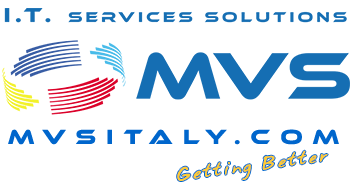 I.T. SERVICES SOLUTIONS
MVS
MVSITALY.COM
Getting Better